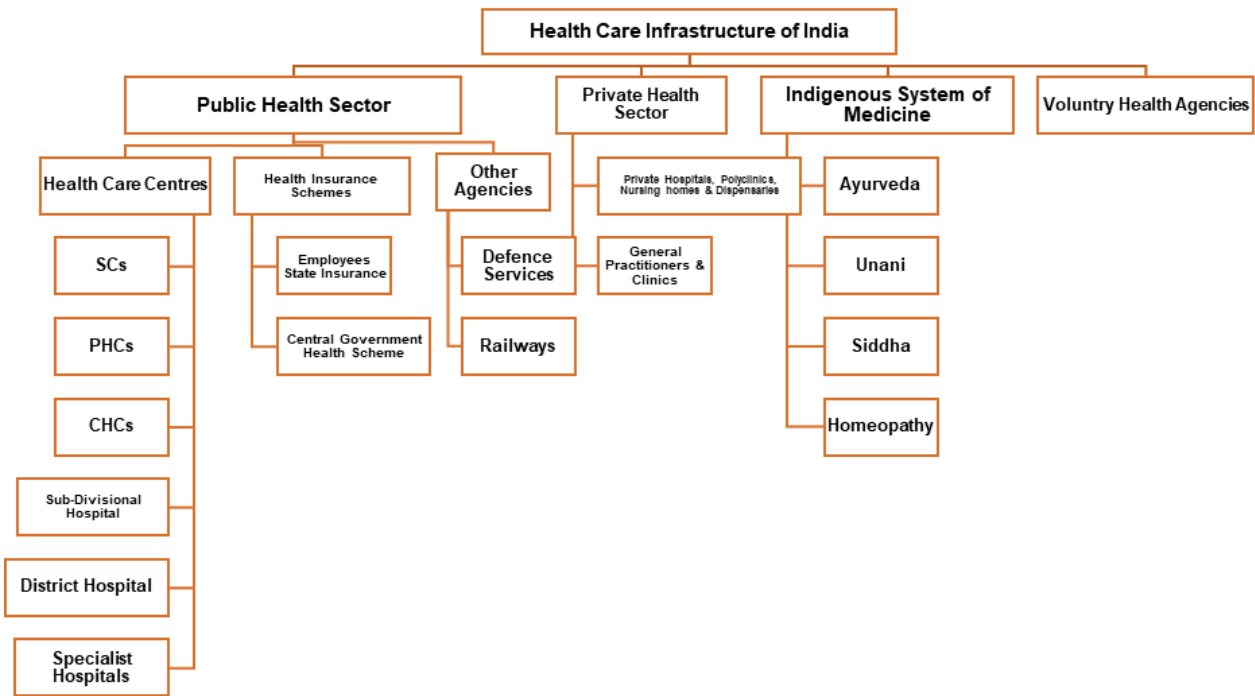 Health Care Infrastructure of India
Public Health Sector
Private Health
Sector
Indigenous System of
Medicine
Voluntry Health Agencies
Health Care Centres
Health Insurance
Schemes
Other
Agencies
Private Hospitals, Polyclinics,
Nursing homes & Dispensaries
Ayurveda
SCs
Employees
State Insurance
Defence
Services
General
Practitioners &
Clinics
Unani
PHCs
Central Government
Health Scheme
Railways
Siddha
CHCs
Homeopathy
Sub-Divisional
Hospital
District Hospital
Specialist
Hospitals